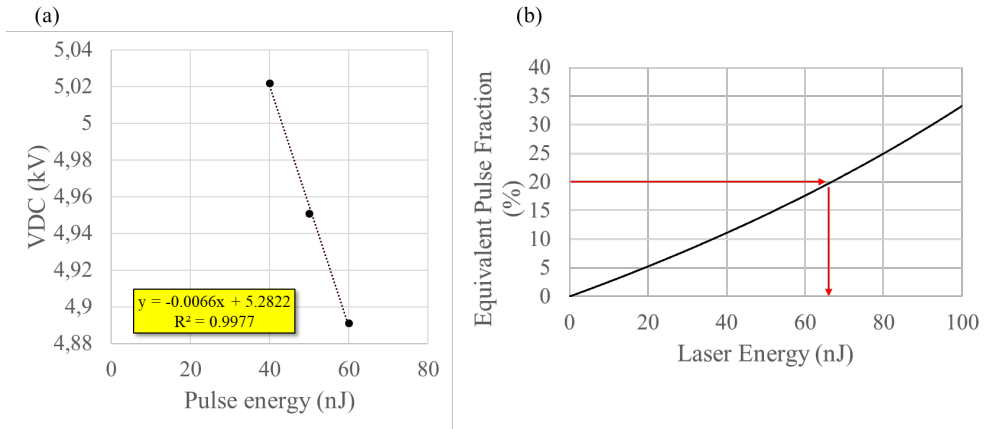 (a)
5,04
5,02
5
4,98
4,96
4,94
4,92
4,9
4,88
VDC (kV)
y = -0.0066x + 5.2822
R² = 0.9977
0 20 40 60 80
Pulse energy (nJ)
(b)
40
35
30
25
20
15
10
5
0
Equivalent Pulse Fraction
(%)
0 20 40 60 80 100
Laser Energy (nJ)